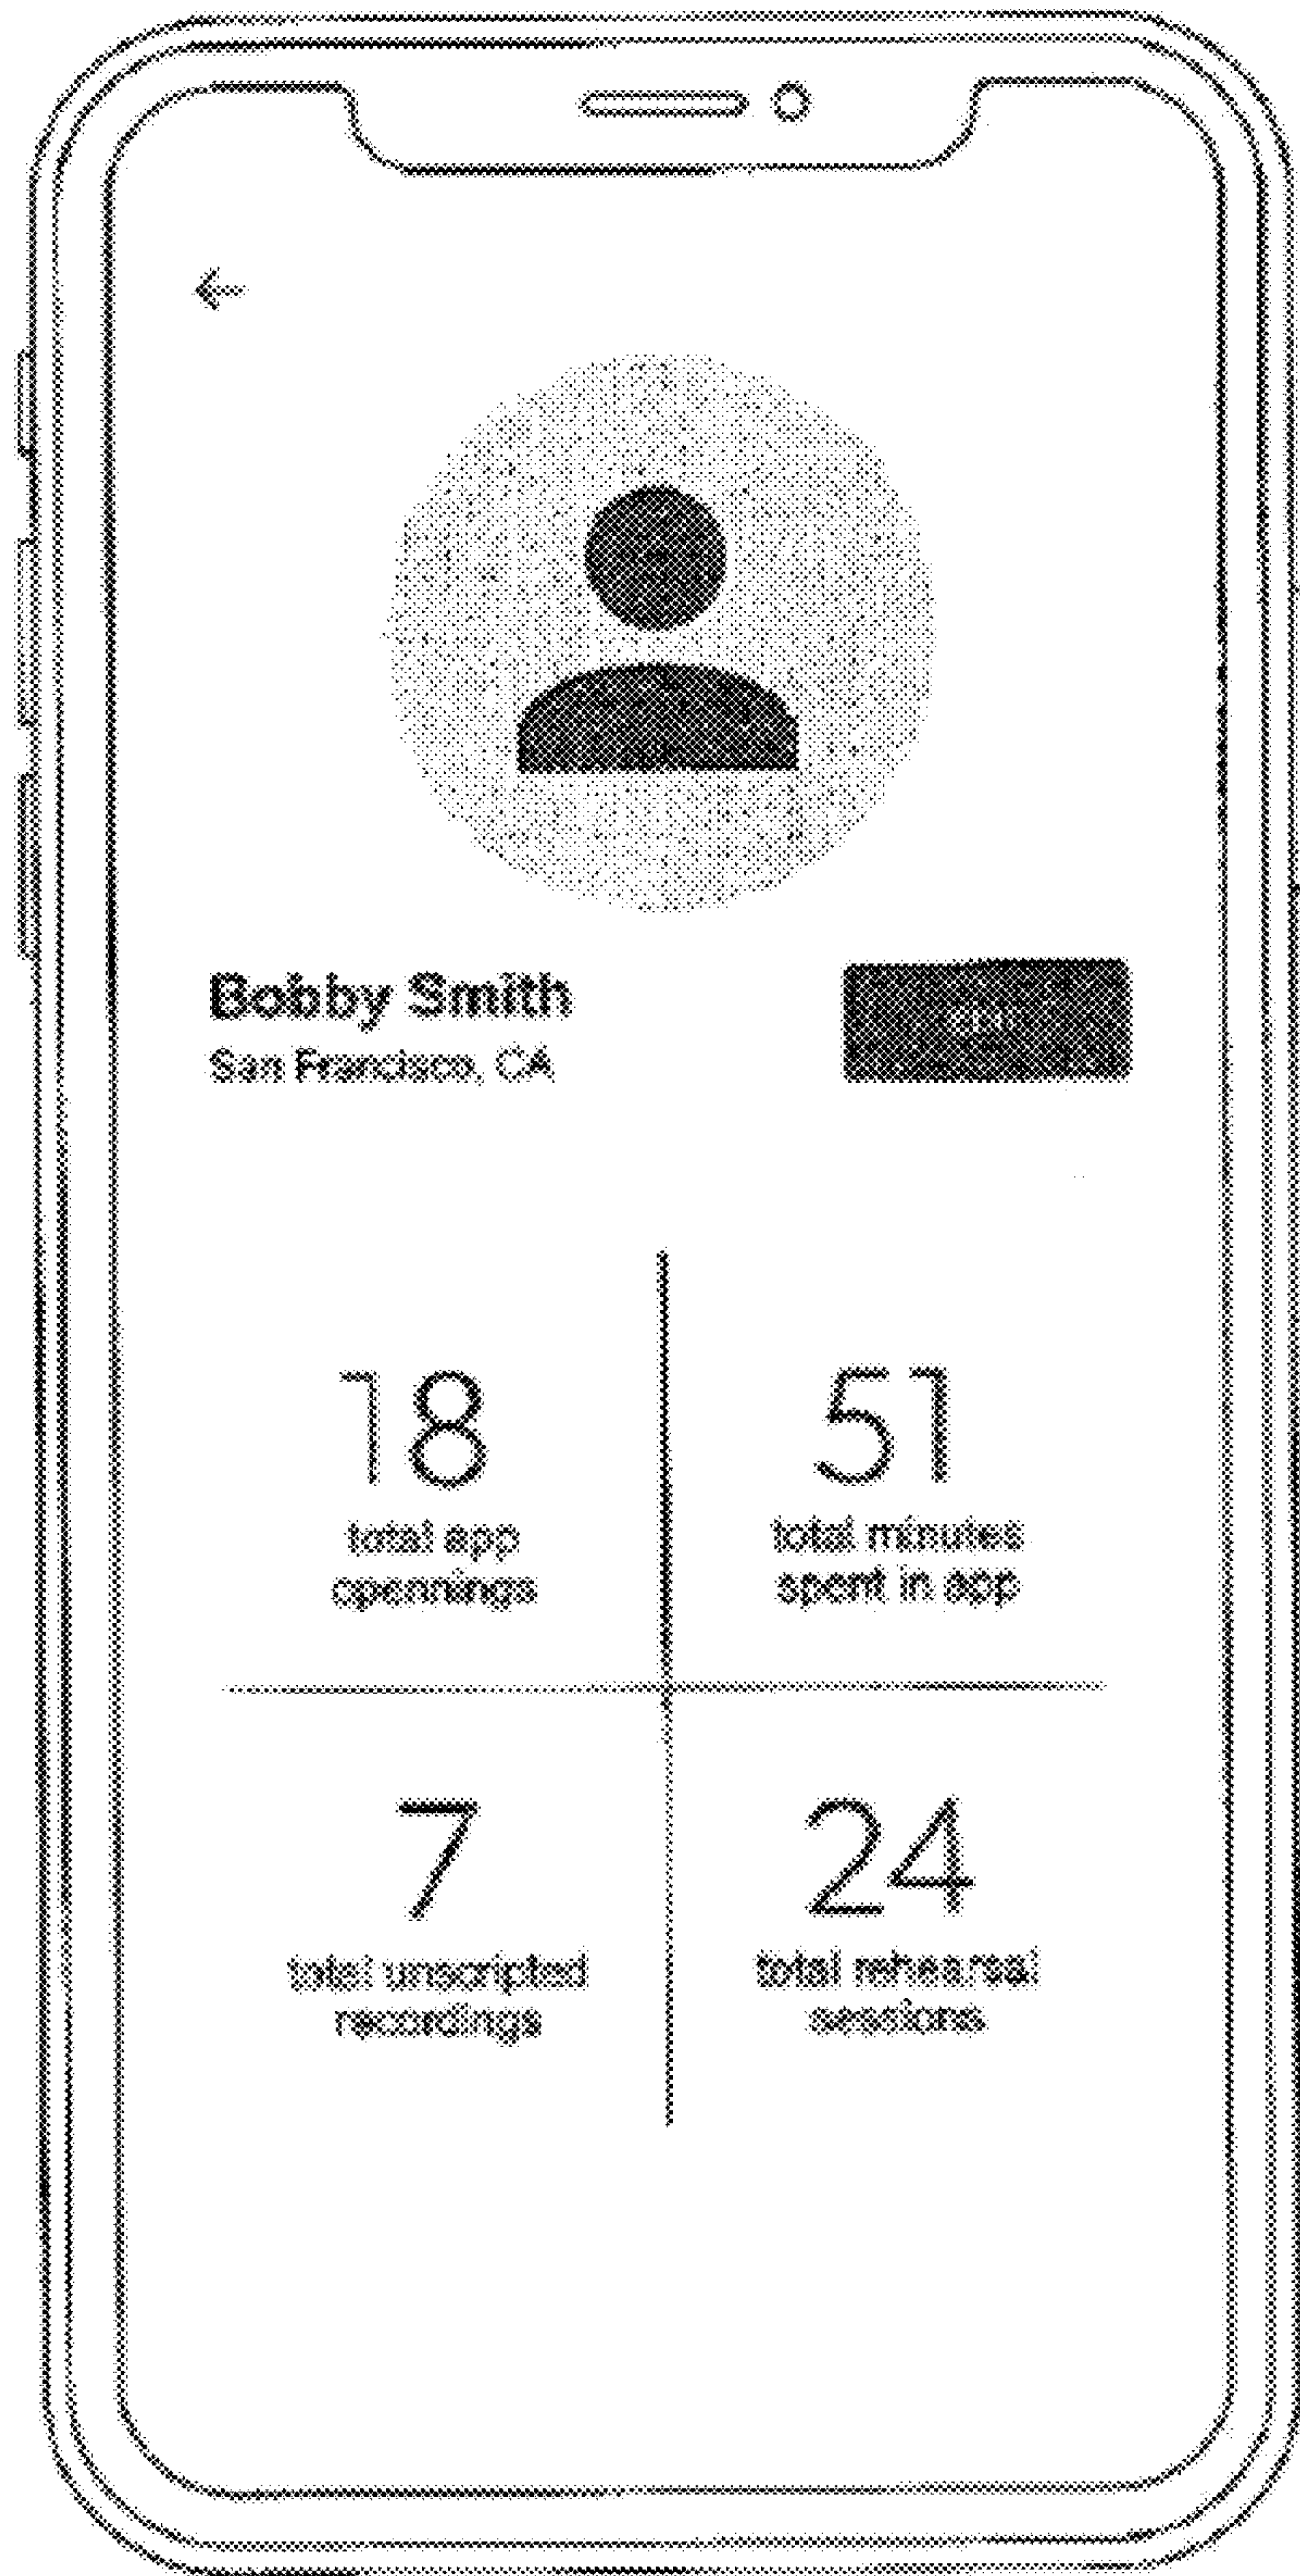 Bobby Smith
San Francisco, CA
18
total app
opennings
51
total minutes
spent in app
7
total unscripted
recordings
24
total rehearsal
sessions